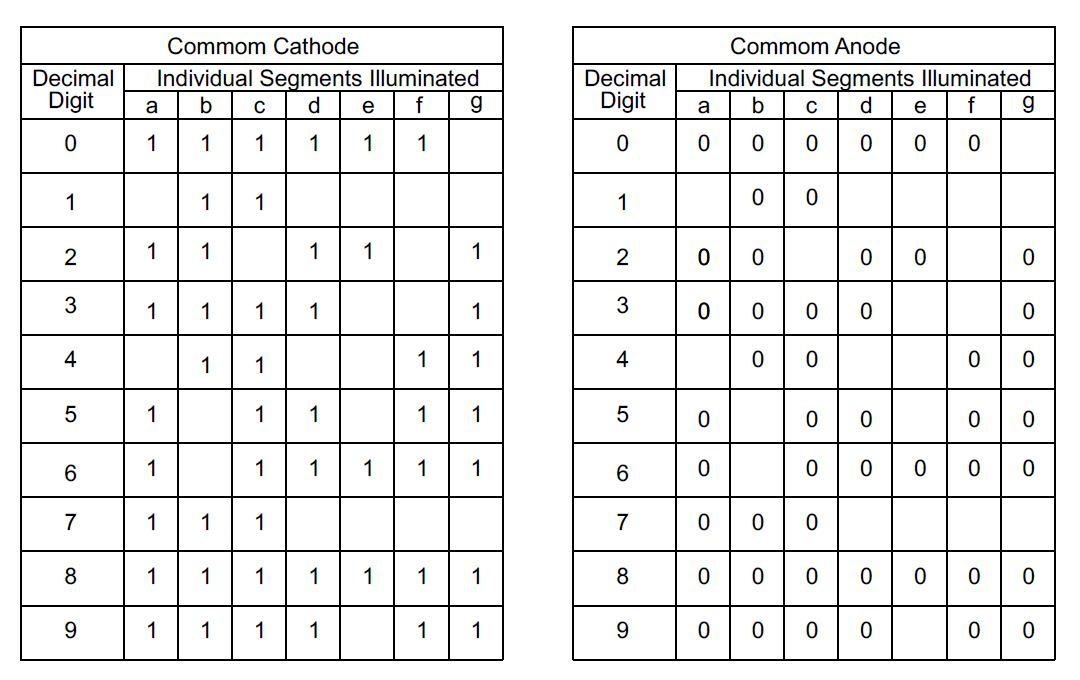 Commom Cathode
Decimal Digit Individual Segments Illuminated
a b c d e f g
0 1 1 1 1 1 1
1 1 1
2 1 1 1 1 1
3 1 1 1 1 1
4 1 1 1 1
5 1 1 1 1 1
6 1 1 1 1 1 1
7 1 1 1
8 1 1 1 1 1 1 1
9 1 1 1 1 1 1
Commom Anode
Decimal Digit Individual Segments Illuminated
a b c d e f g
0 0 0 0 0 0 0
1 0 0
2 0 0 0 0 0
3 0 0 0 0 0
4 0 0 0 0
5 0 0 0 0 0
6 0 0 0 0 0 0
7 0 0 0
8 0 0 0 0 0 0 0
9 0 0 0 0 0 0